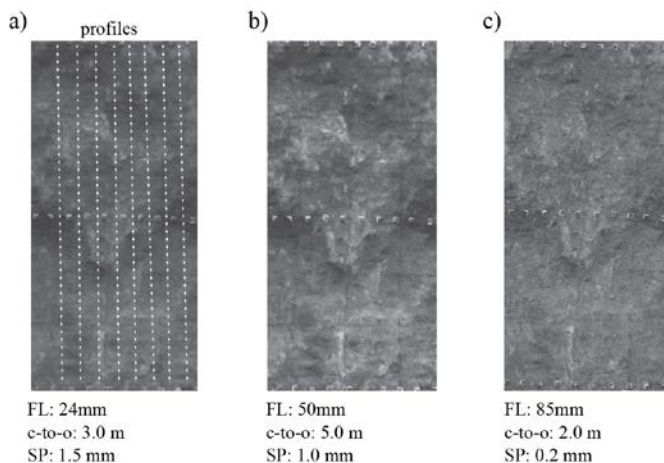 a)
profiles
b)
c)
FL: 24mm
c-to-o: 3.0 m
SP: 1.5 mm
FL: 50mm
c-to-o: 5.0 m
SP: 1.0 mm
FL: 85mm
c-to-o: 2.0 m
SP: 0.2 mm